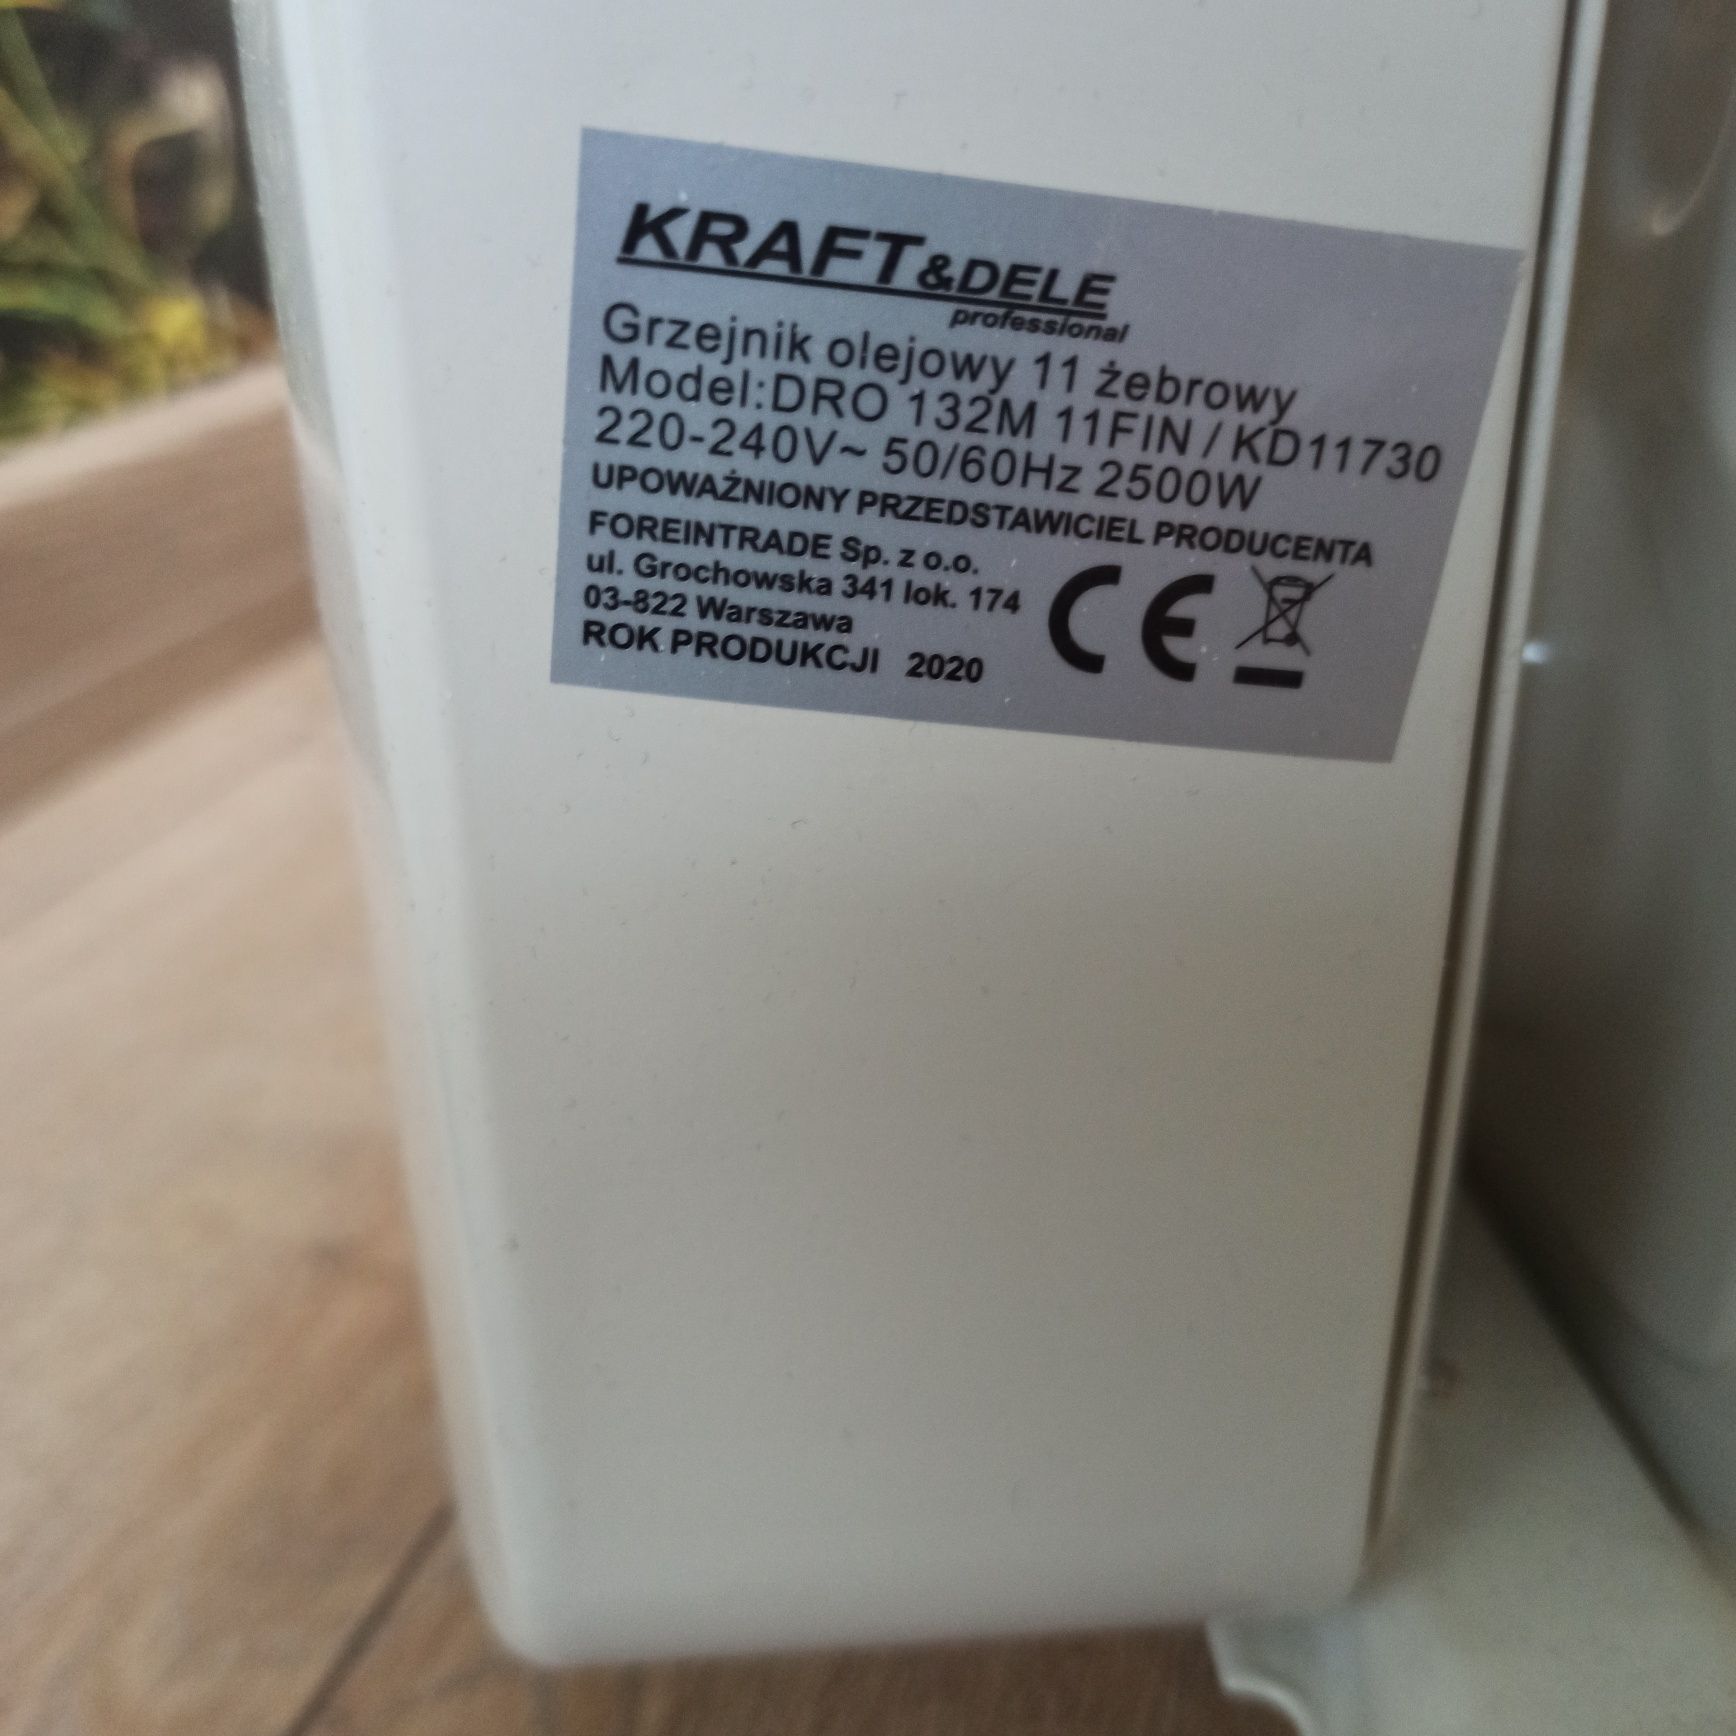 KRAFT&DELE
professional
Grzejnik olejowy 11 żebrowy
Model:DRO 132M 11FIN / KD11730
220-240V~ 50/60Hz 2500W
UPOWAŻNIONY PRZEDSTAWICIEL PRODUCENTA
FOREINTRADE Sp. z o.o.
ul. Grochowska 341 lok. 174
03-822 Warszawa
ROK PRODUKCJI 2020
CE